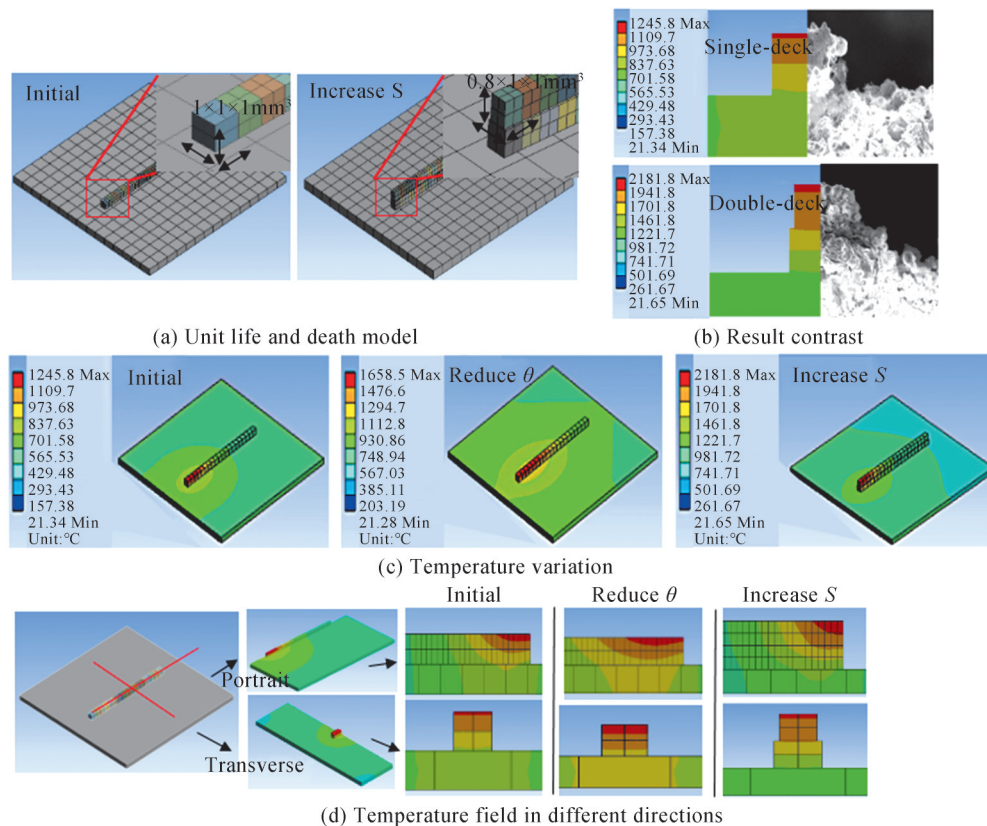 Initial
1×1×1mm³
Increase S
0.8×1×1mm³
(a) Unit life and death model
1245.8 Max
1109.7
973.68
837.63
701.58
565.53
429.48
293.43
157.38
21.34 Min
Single-deck
2181.8 Max
1941.8
1701.8
1461.8
1221.7
981.72
741.71
501.69
261.67
21.65 Min
Double-deck
(b) Result contrast
1245.8 Max
1109.7
973.68
837.63
701.58
565.53
429.48
293.43
157.38
21.34 Min
Unit:°C
Initial
1658.5 Max
1476.6
1294.7
1112.8
930.86
748.94
567.03
385.11
203.19
21.28 Min
Unit:°C
Reduce θ
2181.8 Max
1941.8
1701.8
1461.8
1221.7
981.72
741.71
501.69
261.67
21.65 Min
Unit:°C
Increase S
(c) Temperature variation
Initial
Reduce θ
Increase S
Portrait
Transverse
(d) Temperature field in different directions